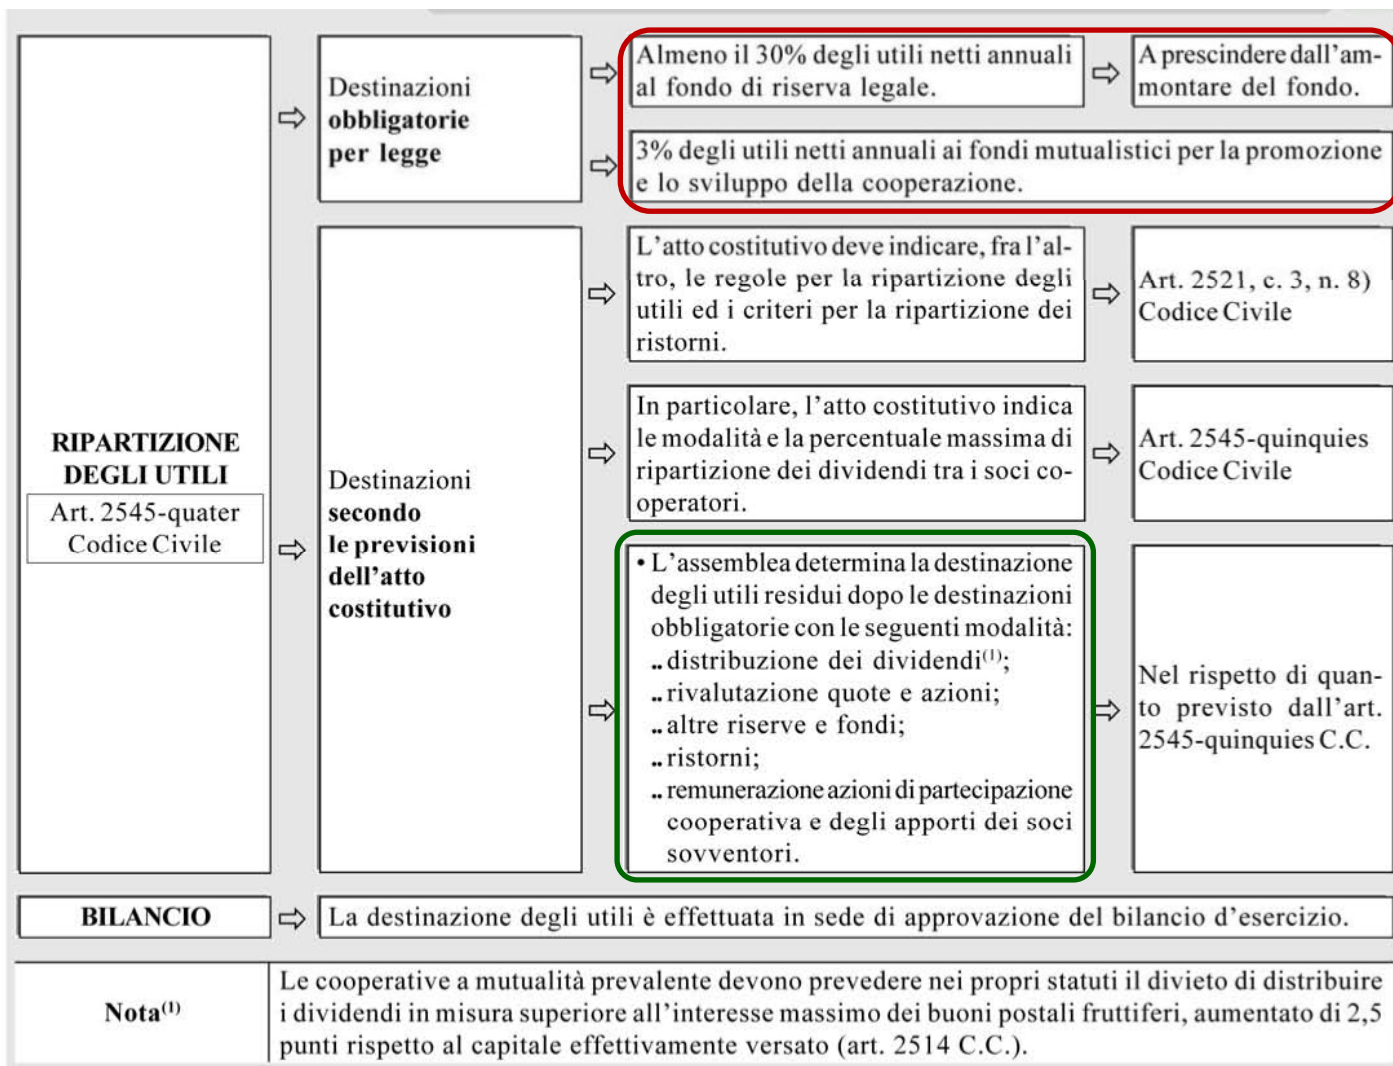 RIPARTIZIONE
DEGLI UTILI
Art. 2545-quater
Codice Civile
Destinazioni
obbligatorie
per legge
Almeno il 30% degli utili netti annuali
al fondo di riserva legale.
A prescindere dall'am-
montare del fondo.
3% degli utili netti annuali ai fondi mutualistici per la promozione
e lo sviluppo della cooperazione.
Destinazioni
secondo
le previsioni
dell'atto
costitutivo
L'atto costitutivo deve indicare, fra l'al-
tro, le regole per la ripartizione degli
utili ed i criteri per la ripartizione dei
ristorni.
Art. 2521, c. 3, n. 8)
Codice Civile
In particolare, l'atto costitutivo indica
le modalità e la percentuale massima di
ripartizione dei dividendi tra i soci co-
operatori.
Art. 2545-quinquies
Codice Civile
• L'assemblea determina la destinazione
degli utili residui dopo le destinazioni
obbligatorie con le seguenti modalità:
.. distribuzione dei dividendi(1);
.. rivalutazione quote e azioni;
.. altre riserve e fondi;
.. ristorni;
.. remunerazione azioni di partecipazione
cooperativa e degli apporti dei soci
sovventori.
Nel rispetto di quan-
to previsto dall'art.
2545-quinquies C.C.
BILANCIO
La destinazione degli utili è effettuata in sede di approvazione del bilancio d'esercizio.
Nota(1)
Le cooperative a mutualità prevalente devono prevedere nei propri statuti il divieto di distribuire
i dividendi in misura superiore all'interesse massimo dei buoni postali fruttiferi, aumentato di 2,5
punti rispetto al capitale effettivamente versato (art. 2514 C.C.).